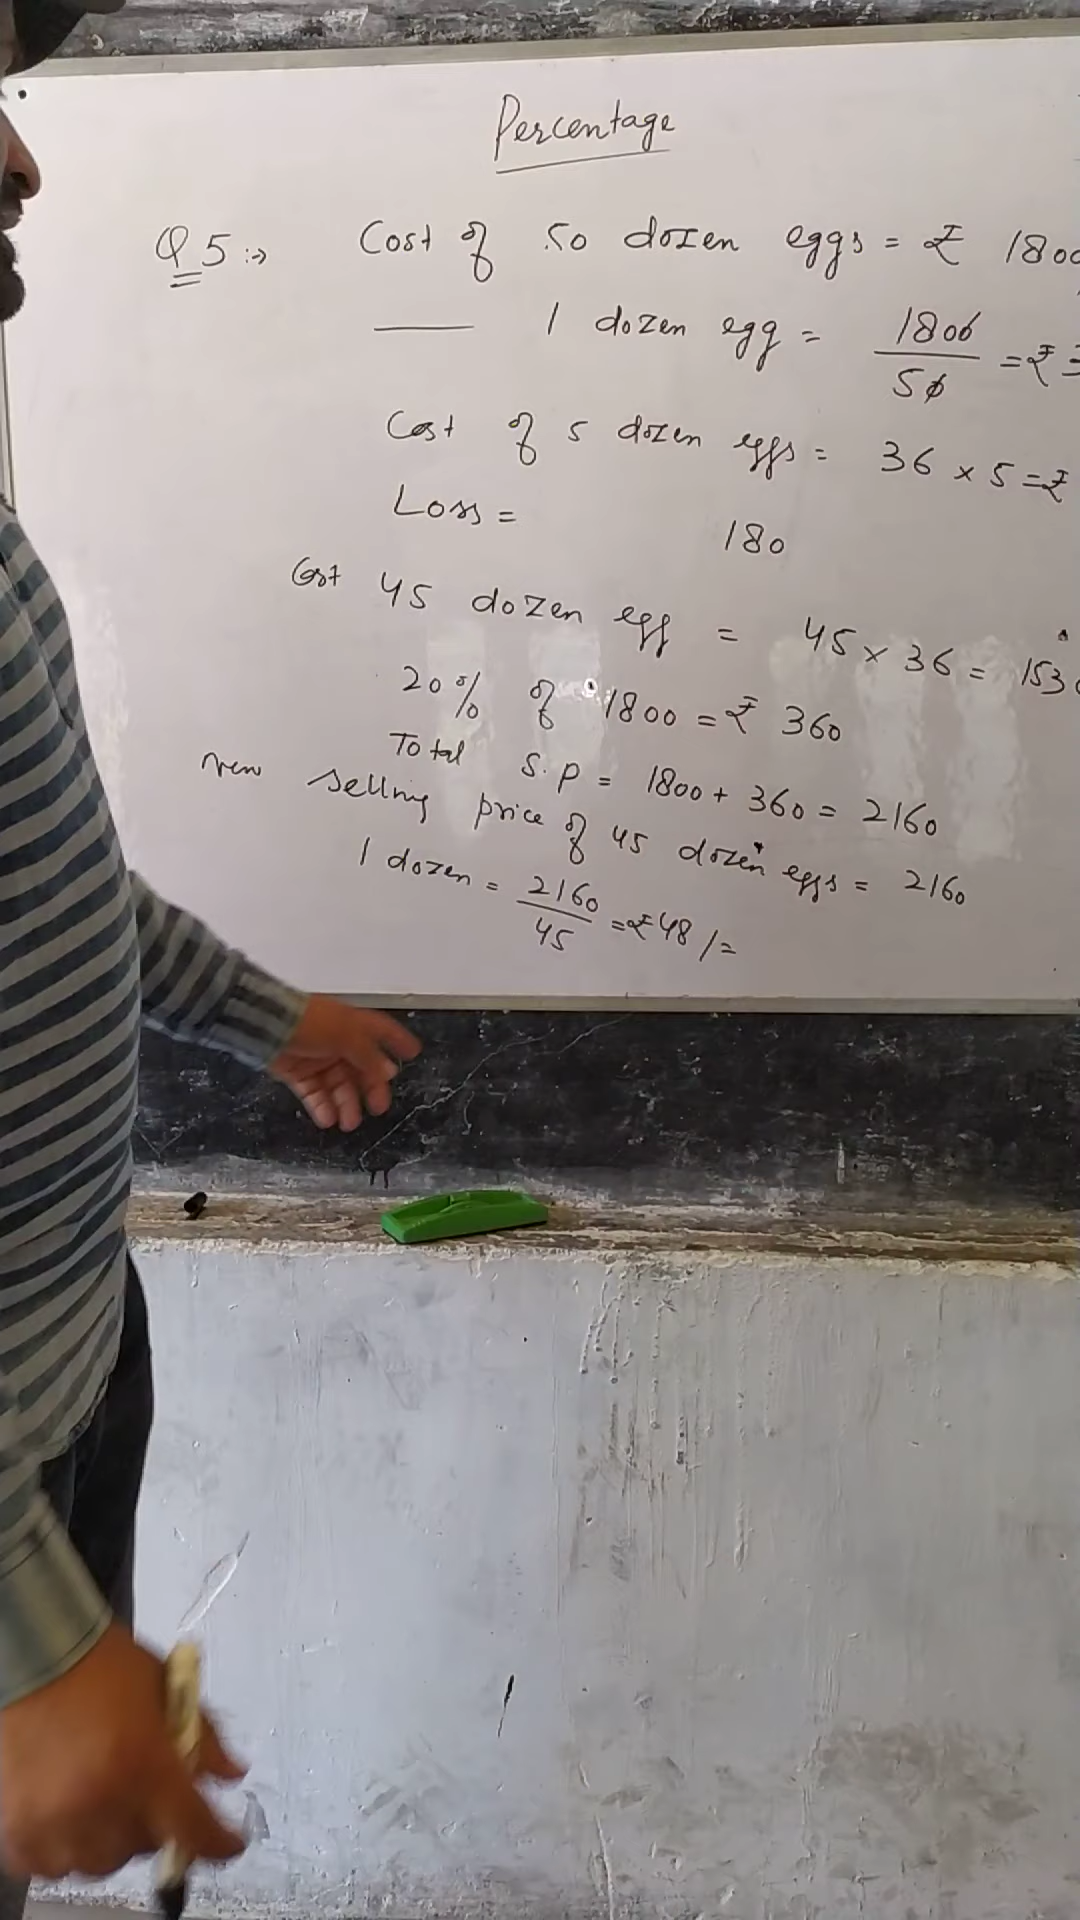 Percentage
Q5:→ Cost of 50 dozen eggs = ₹ 1800
—— 1 dozen egg = 1800/50 = ₹ 3
Cost of 5 dozen eggs = 36 × 5 = ₹
Loss = 180
Cost 45 dozen egg = 45 × 36 = 1530
20% of 1800 = ₹ 360
Total S.P = 1800 + 360 = 2160
new selling price of 45 dozen eggs = 2160
1 dozen = 2160/45 = ₹48/=